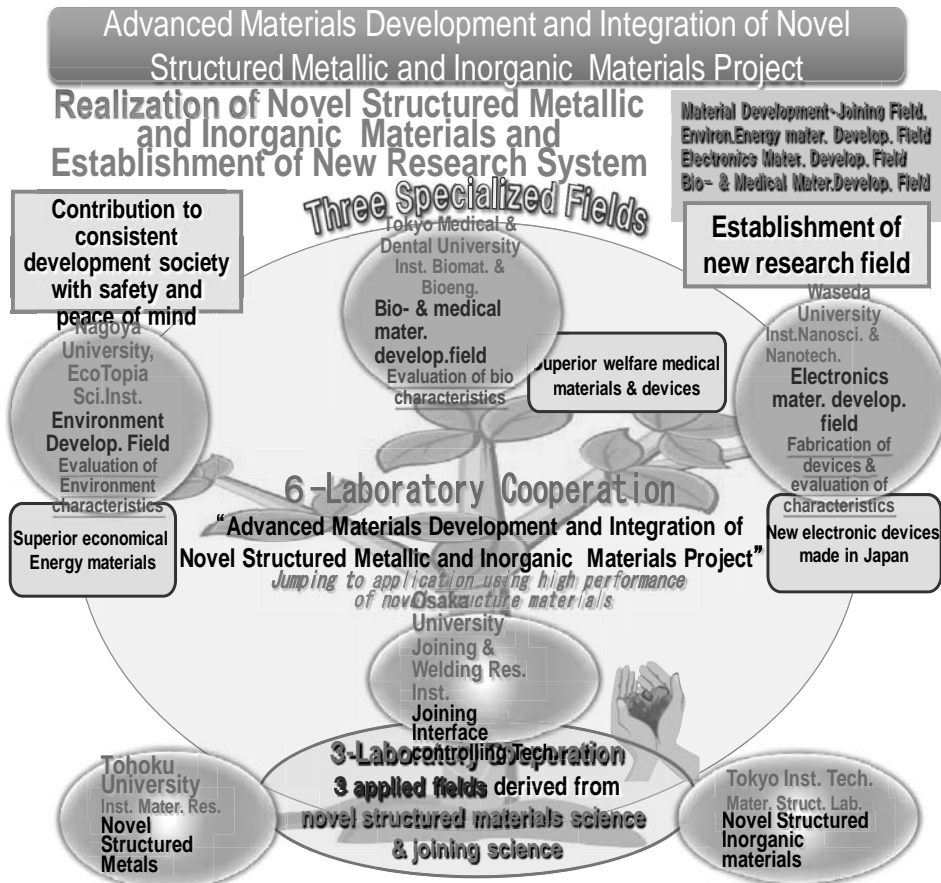 Advanced Materials Development and Integration of Novel
Structured Metallic and Inorganic Materials Project
Realization of Novel Structured Metallic
and Inorganic Materials and
Establishment of New Research System
Material Development-Joining Field,
Environ.Energy mater. Develop. Field
Electronics Mater. Develop. Field
Bio- & Medical Mater.Develop. Field
Three Specialized Fields
Contribution to
consistent
development society
with safety and
peace of mind
Establishment of
new research field
Tokyo Medical &
Dental University
Inst. Biomat. &
Bioeng.
Bio- & medical
mater.
develop.field
Evaluation of bio
characteristics
Superior welfare medical
materials & devices
Nagoya
University,
EcoTopia
Sci.Inst.
Environment
Develop. Field
Evaluation of
Environment
characteristics
Superior economical
Energy materials
Waseda
University
Inst.Nanosci. &
Nanotech.
Electronics
mater. develop.
field
Fabrication of
devices &
evaluation of
characteristics
New electronic devices
made in Japan
6-Laboratory Cooperation
“Advanced Materials Development and Integration of
Novel Structured Metallic and Inorganic Materials Project”
Jumping to application using high performance
of novel structure materials
Osaka
University
Joining &
Welding Res.
Inst.
Joining
Interface
controlling Tech.
3-Laboratory Cooperation
3 applied fields derived from
novel structured materials science
& joining science
Tohoku
University
Inst. Mater. Res.
Novel
Structured
Metals
Tokyo Inst. Tech.
Mater. Struct. Lab.
Novel Structured
Inorganic
materials